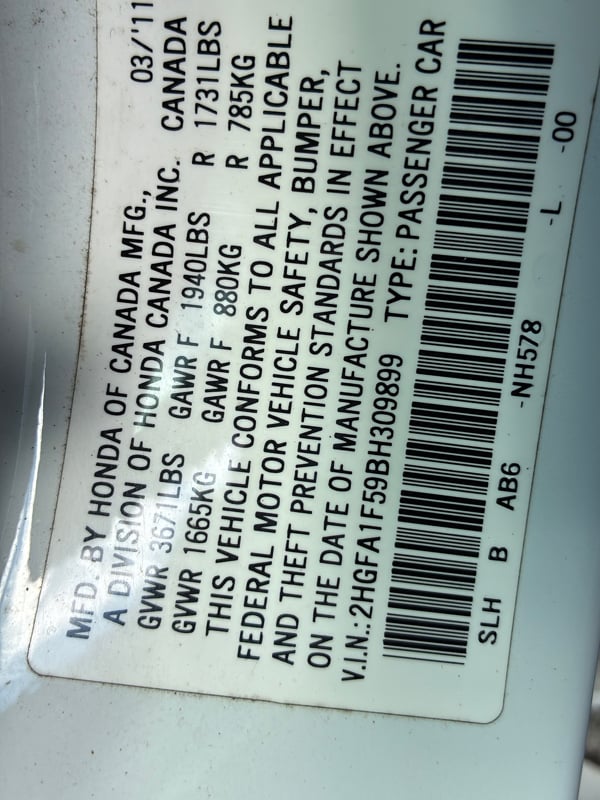 MFD. BY HONDA OF CANADA MFG., 03/'11
A DIVISION OF HONDA CANADA INC. CANADA
GVWR 3671LBS GAWR F 1940LBS R 1731LBS
GVWR 1665KG GAWR F 880KG R 785KG
THIS VEHICLE CONFORMS TO ALL APPLICABLE
FEDERAL MOTOR VEHICLE SAFETY, BUMPER,
AND THEFT PREVENTION STANDARDS IN EFFECT
ON THE DATE OF MANUFACTURE SHOWN ABOVE.
V.I.N.:2HGFA1F59BH309899 TYPE:PASSENGER CAR
SLH B AB6 -NH578 -L -00